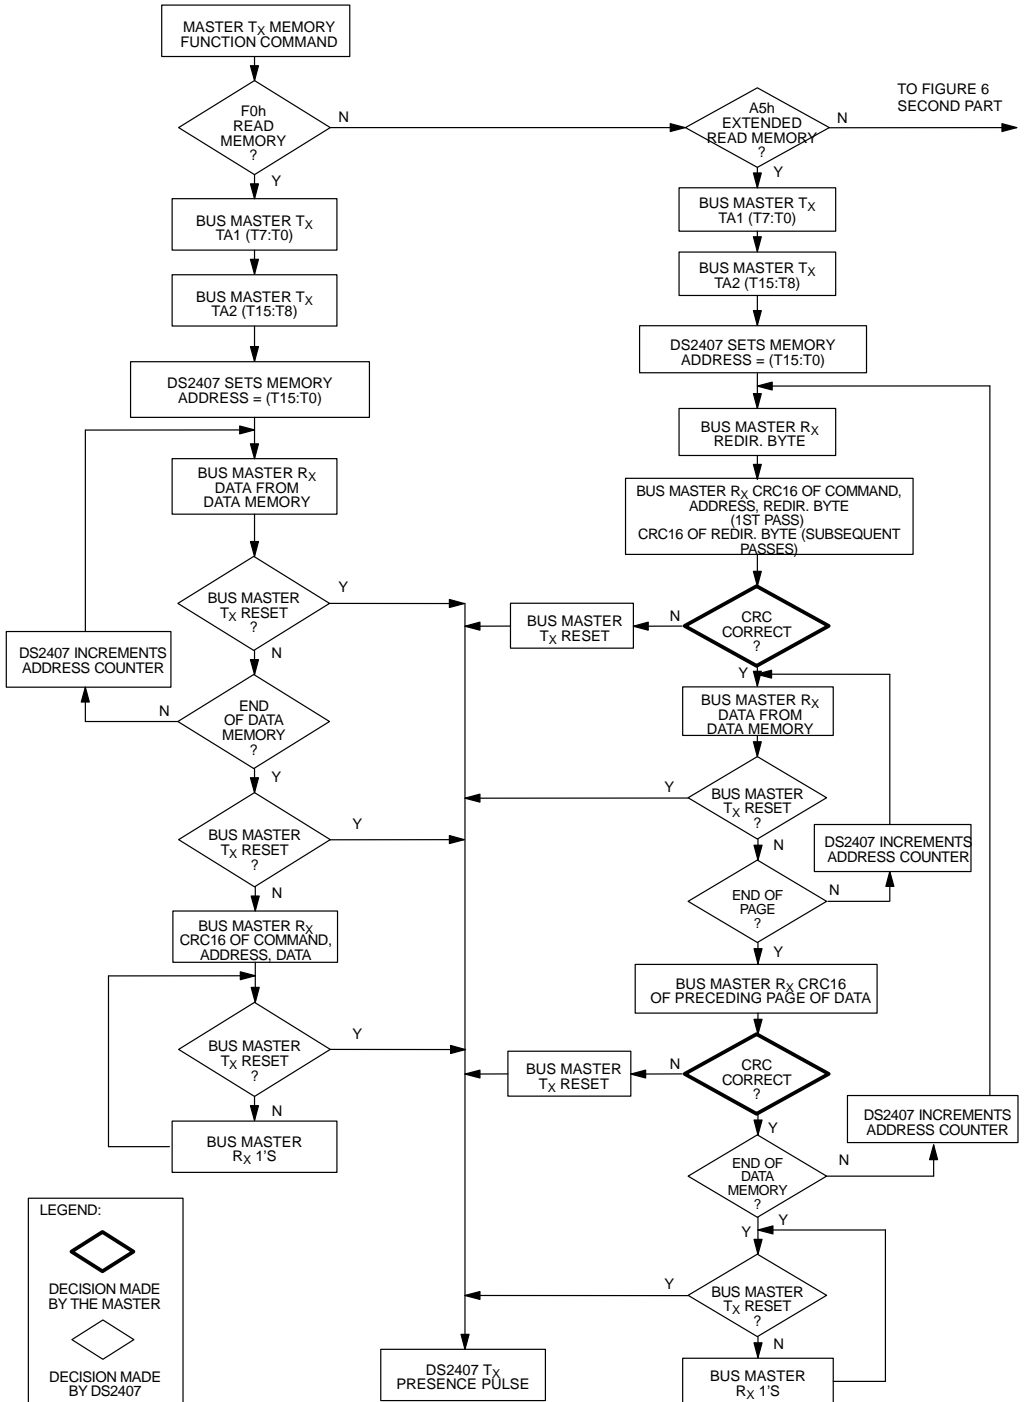 MASTER TX MEMORY
FUNCTION COMMAND
F0h
READ
MEMORY
?
N
Y
A5h
EXTENDED
READ MEMORY
?
N
Y
TO FIGURE 6
SECOND PART
BUS MASTER TX
TA1 (T7:T0)
BUS MASTER TX
TA2 (T15:T8)
DS2407 SETS MEMORY
ADDRESS = (T15:T0)
BUS MASTER RX
DATA FROM
DATA MEMORY
BUS MASTER
TX RESET
?
Y
N
DS2407 INCREMENTS
ADDRESS COUNTER
END
OF DATA
MEMORY
?
N
Y
BUS MASTER
TX RESET
?
Y
N
BUS MASTER RX
CRC16 OF COMMAND,
ADDRESS, DATA
BUS MASTER
TX RESET
?
Y
N
BUS MASTER
RX 1'S
BUS MASTER TX
TA1 (T7:T0)
BUS MASTER TX
TA2 (T15:T8)
DS2407 SETS MEMORY
ADDRESS = (T15:T0)
BUS MASTER RX
REDIR. BYTE
BUS MASTER RX CRC16 OF COMMAND,
ADDRESS, REDIR. BYTE
(1ST PASS)
CRC16 OF REDIR. BYTE (SUBSEQUENT
PASSES)
CRC
CORRECT
?
N
Y
BUS MASTER
TX RESET
BUS MASTER RX
DATA FROM
DATA MEMORY
BUS MASTER
TX RESET
?
Y
N
DS2407 INCREMENTS
ADDRESS COUNTER
END OF
PAGE
?
N
Y
BUS MASTER RX CRC16
OF PRECEDING PAGE OF DATA
CRC
CORRECT
?
N
Y
BUS MASTER
TX RESET
DS2407 INCREMENTS
ADDRESS COUNTER
END OF
DATA
MEMORY
?
N
Y
Y
BUS MASTER
TX RESET
?
Y
N
BUS MASTER
RX 1'S
DS2407 TX
PRESENCE PULSE
LEGEND:
DECISION MADE
BY THE MASTER
DECISION MADE
BY DS2407